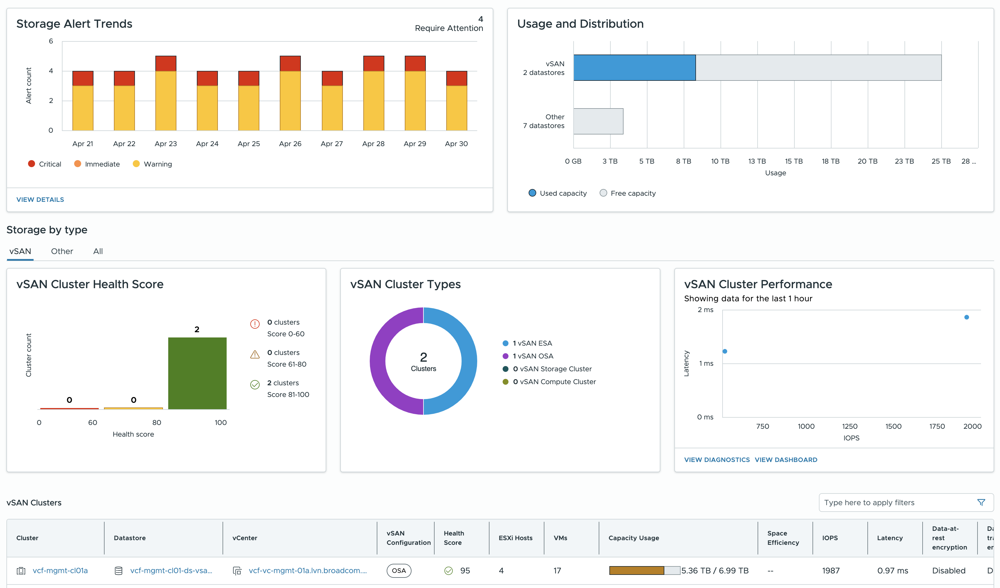 Storage Alert Trends
4
Require Attention
6
4
2
0
Alert count
Apr 21 Apr 22 Apr 23 Apr 24 Apr 25 Apr 26 Apr 27 Apr 28 Apr 29 Apr 30
Critical Immediate Warning
VIEW DETAILS
Usage and Distribution
vSAN
2 datastores
Other
7 datastores
0 GB 3 TB 5 TB 8 TB 10 TB 13 TB 15 TB 18 TB 20 TB 23 TB 25 TB 28 ...
Usage
Used capacity Free capacity
Storage by type
vSAN Other All
vSAN Cluster Health Score
Cluster count
0 0 2
0 60 80 100
Health score
0 clusters
Score 0-60
0 clusters
Score 61-80
2 clusters
Score 81-100
vSAN Cluster Types
2
Clusters
1 vSAN ESA
1 vSAN OSA
0 vSAN Storage Cluster
0 vSAN Compute Cluster
vSAN Cluster Performance
Showing data for the last 1 hour
2 ms
1 ms
0 ms
Latency
750 1000 1250 1500 1750 2000
IOPS
VIEW DIAGNOSTICS VIEW DASHBOARD
vSAN Clusters
Type here to apply filters
Cluster
Datastore
vCenter
vSAN
Configuration
Health
Score
ESXi Hosts
VMs
Capacity Usage
Space
Efficiency
IOPS
Latency
Data-at-
rest
encryption
vcf-mgmt-cl01a vcf-mgmt-cl01-ds-vsa... vcf-vc-mgmt-01a.lvn.broadcom.... OSA 95 4 17 5.36 TB / 6.99 TB -- 1987 0.97 ms Disabled